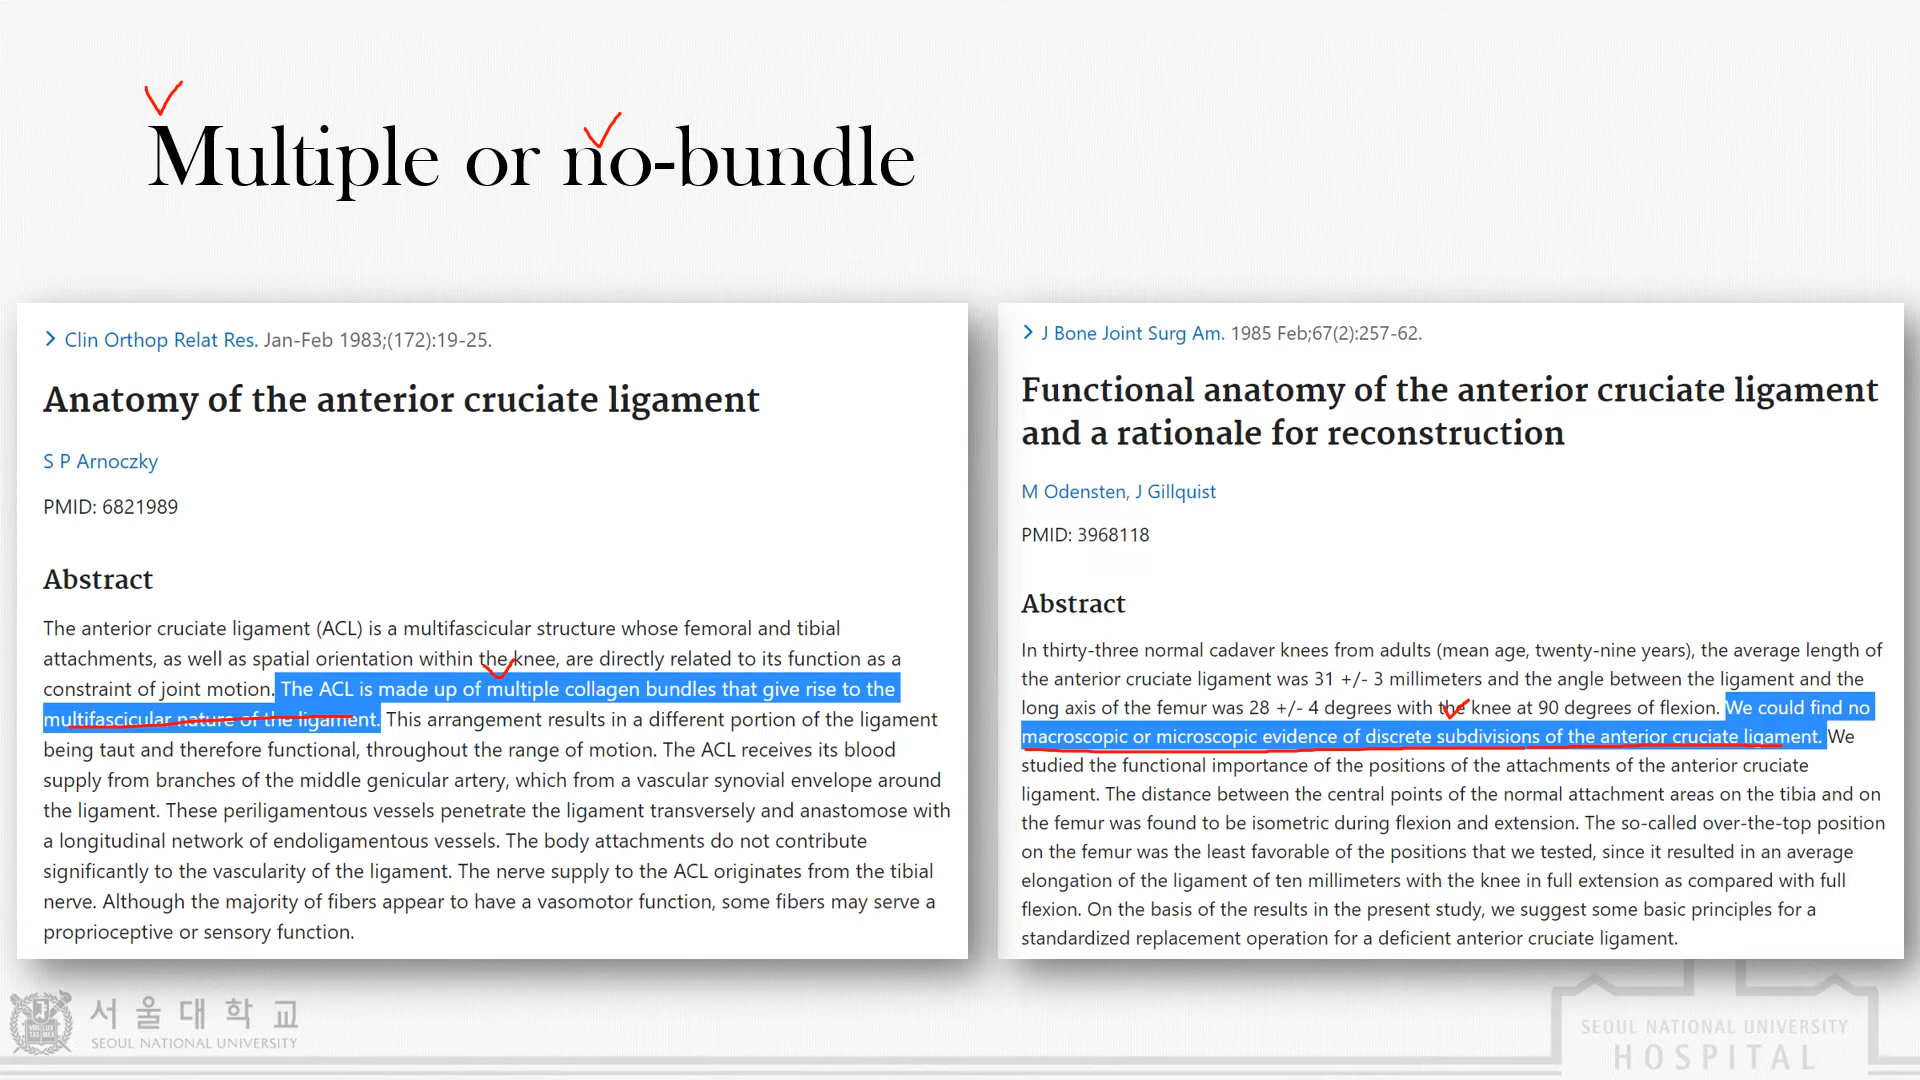 Multiple or no-bundle
Clin Orthop Relat Res. Jan-Feb 1983;(172):19-25.
Anatomy of the anterior cruciate ligament
S P Arnoczky
PMID: 6821989
Abstract
The anterior cruciate ligament (ACL) is a multifascicular structure whose femoral and tibial
attachments, as well as spatial orientation within the knee, are directly related to its function as a
constraint of joint motion. The ACL is made up of multiple collagen bundles that give rise to the
multifascicular nature of the ligament. This arrangement results in a different portion of the ligament
being taut and therefore functional, throughout the range of motion. The ACL receives its blood
supply from branches of the middle genicular artery, which from a vascular synovial envelope around
the ligament. These periligamentous vessels penetrate the ligament transversely and anastomose with
a longitudinal network of endoligamentous vessels. The body attachments do not contribute
significantly to the vascularity of the ligament. The nerve supply to the ACL originates from the tibial
nerve. Although the majority of fibers appear to have a vasomotor function, some fibers may serve a
proprioceptive or sensory function.
J Bone Joint Surg Am. 1985 Feb;67(2):257-62.
Functional anatomy of the anterior cruciate ligament
and a rationale for reconstruction
M Odensten, J Gillquist
PMID: 3968118
Abstract
In thirty-three normal cadaver knees from adults (mean age, twenty-nine years), the average length of
the anterior cruciate ligament was 31 +/- 3 millimeters and the angle between the ligament and the
long axis of the femur was 28 +/- 4 degrees with the knee at 90 degrees of flexion. We could find no
macroscopic or microscopic evidence of discrete subdivisions of the anterior cruciate ligament. We
studied the functional importance of the positions of the attachments of the anterior cruciate
ligament. The distance between the central points of the normal attachment areas on the tibia and on
the femur was found to be isometric during flexion and extension. The so-called over-the-top position
on the femur was the least favorable of the positions that we tested, since it resulted in an average
elongation of the ligament of ten millimeters with the knee in full extension as compared with full
flexion. On the basis of the results in the present study, we suggest some basic principles for a
standardized replacement operation for a deficient anterior cruciate ligament.
서울대학교
SEOUL NATIONAL UNIVERSITY
SEOUL NATIONAL UNIVERSITY
HOSPITAL